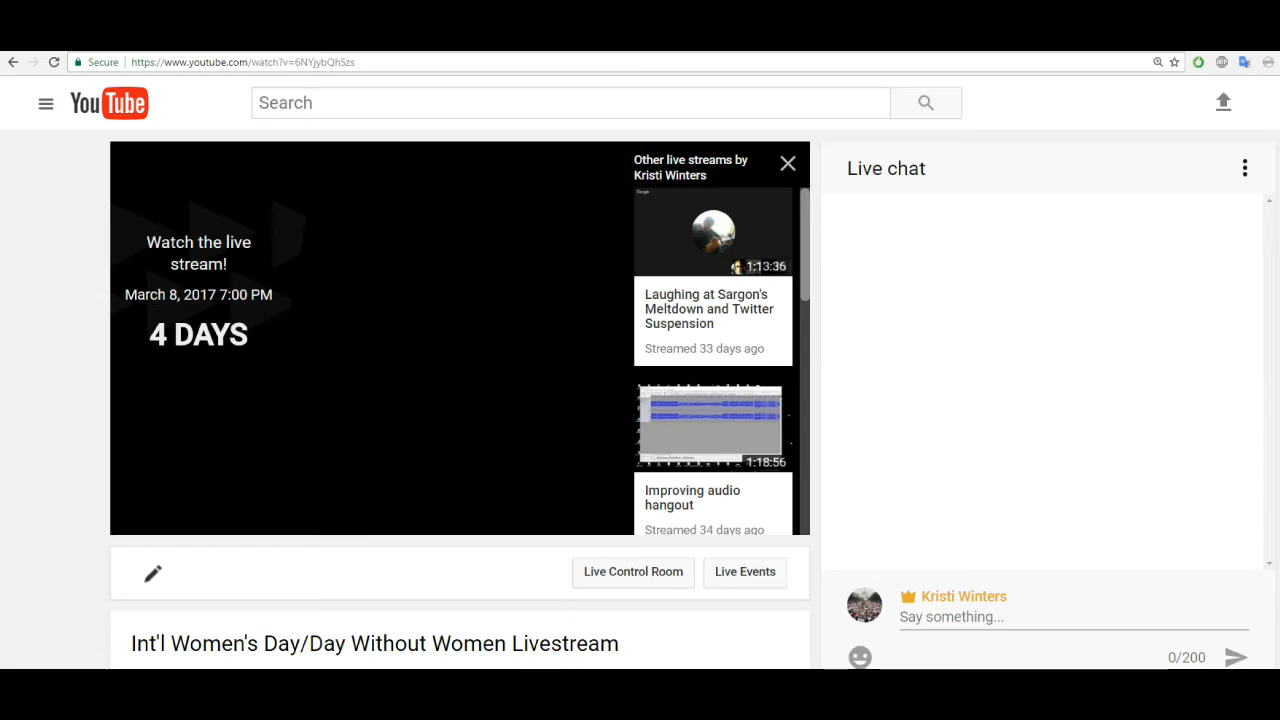 Secure
https://www.youtube.com/watch?v=6NYjybQhSzs
ABP
YouTube
Search
Watch the live
stream!
March 8, 2017 7:00 PM
4 DAYS
Other live streams by
Kristi Winters
Google
1:13:36
Laughing at Sargon's
Meltdown and Twitter
Suspension
Streamed 33 days ago
1:18:56
Improving audio
hangout
Streamed 34 days ago
Live Control Room
Live Events
Int'l Women's Day/Day Without Women Livestream
Live chat
Kristi Winters
Say something...
0/200